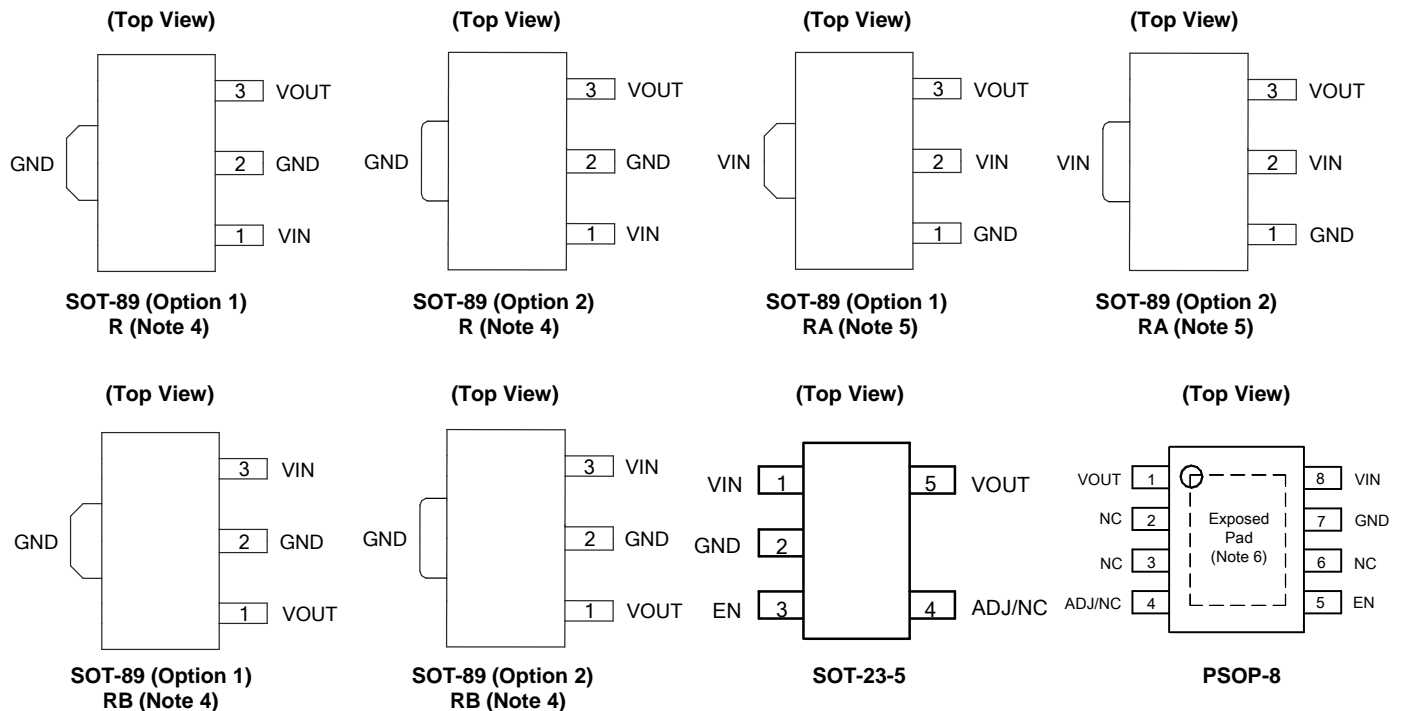 (Top View)
GND
3 VOUT
2 GND
1 VIN
SOT-89 (Option 1)
R (Note 4)
(Top View)
GND
3 VOUT
2 GND
1 VIN
SOT-89 (Option 2)
R (Note 4)
(Top View)
VIN
3 VOUT
2 VIN
1 GND
SOT-89 (Option 1)
RA (Note 5)
(Top View)
VIN
3 VOUT
2 VIN
1 GND
SOT-89 (Option 2)
RA (Note 5)
(Top View)
GND
3 VIN
2 GND
1 VOUT
SOT-89 (Option 1)
RB (Note 4)
(Top View)
GND
3 VIN
2 GND
1 VOUT
SOT-89 (Option 2)
RB (Note 4)
(Top View)
VIN 1
GND 2
EN 3
5 VOUT
4 ADJ/NC
SOT-23-5
(Top View)
VOUT 1
NC 2
NC 3
ADJ/NC 4
Exposed
Pad
(Note 6)
8 VIN
7 GND
6 NC
5 EN
PSOP-8